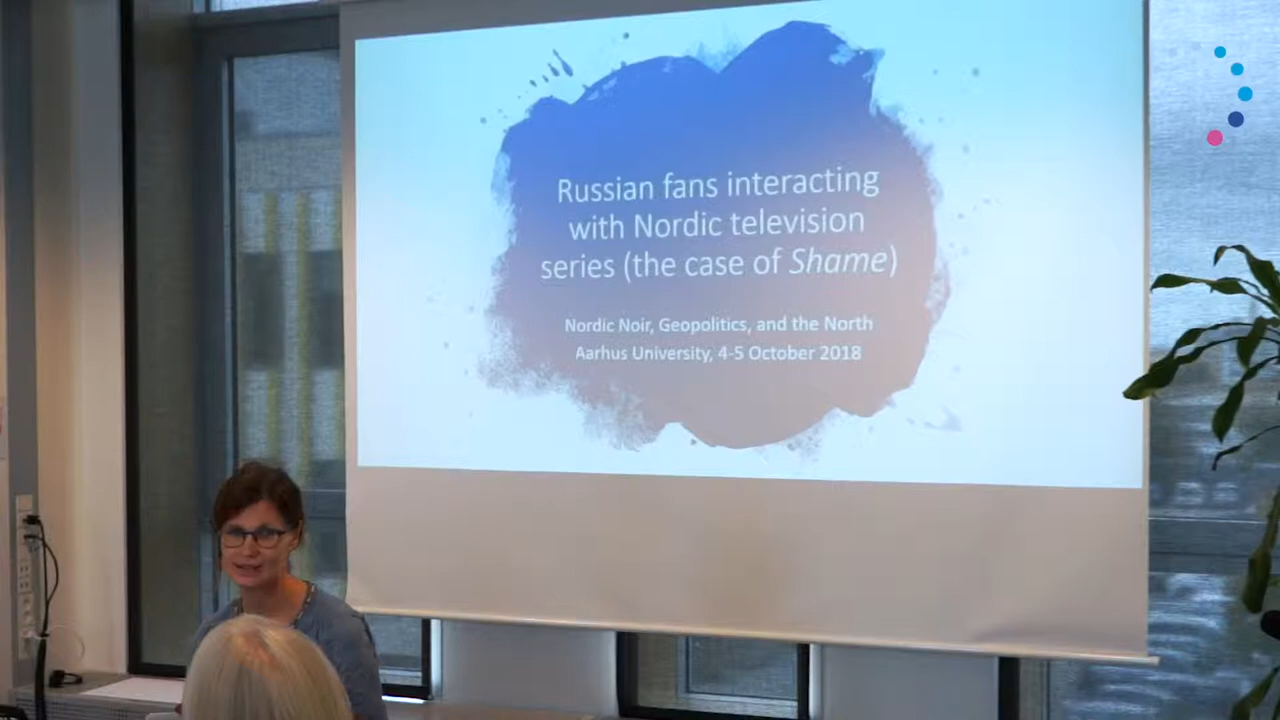 Russian fans interacting
with Nordic television
series (the case of Shame)
Nordic Noir, Geopolitics, and the North
Aarhus University, 4-5 October 2018